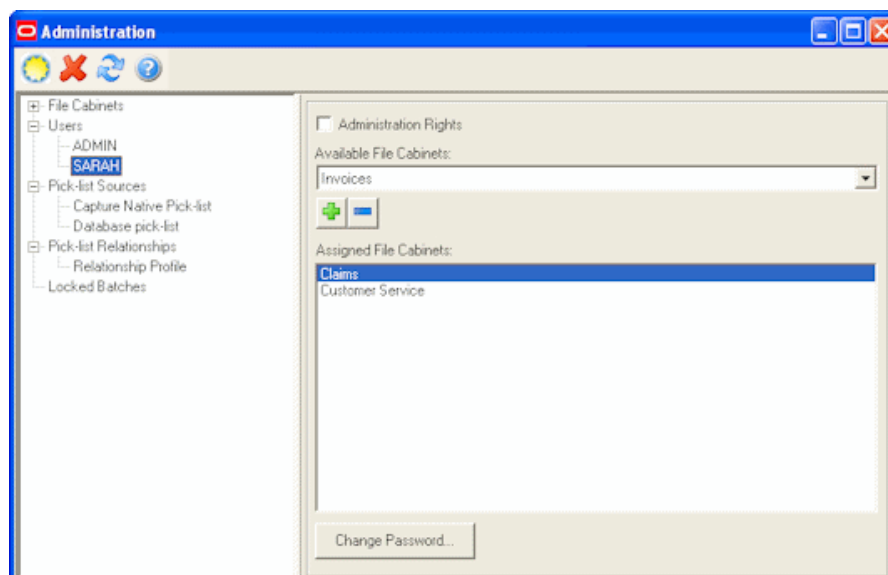 Administration
File Cabinets
Users
ADMIN
SARAH
Pick-list Sources
Capture Native Pick-list
Database pick-list
Pick-list Relationships
Relationship Profile
Locked Batches
Administration Rights
Available File Cabinets:
Invoices
Assigned File Cabinets:
Claims
Customer Service
Change Password...